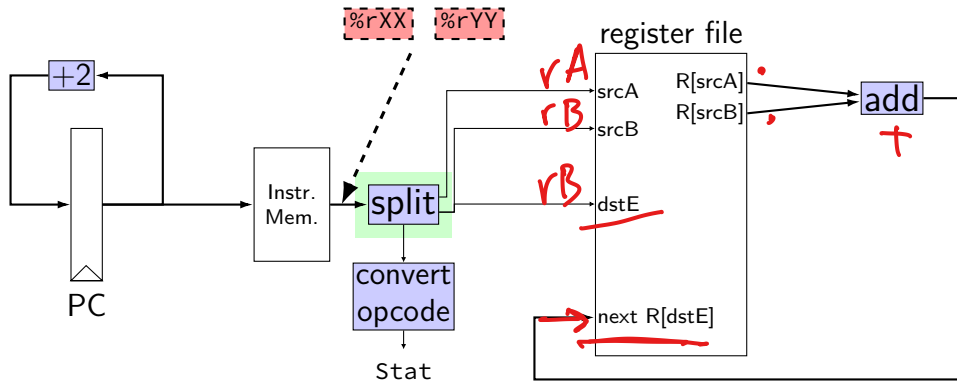 %rXX %rYY
register file
+2
rA
srcA
R[srcA]
rB
srcB
R[srcB]
add
+
Instr.
Mem.
split
rB
dstE
PC
convert
opcode
next R[dstE]
Stat